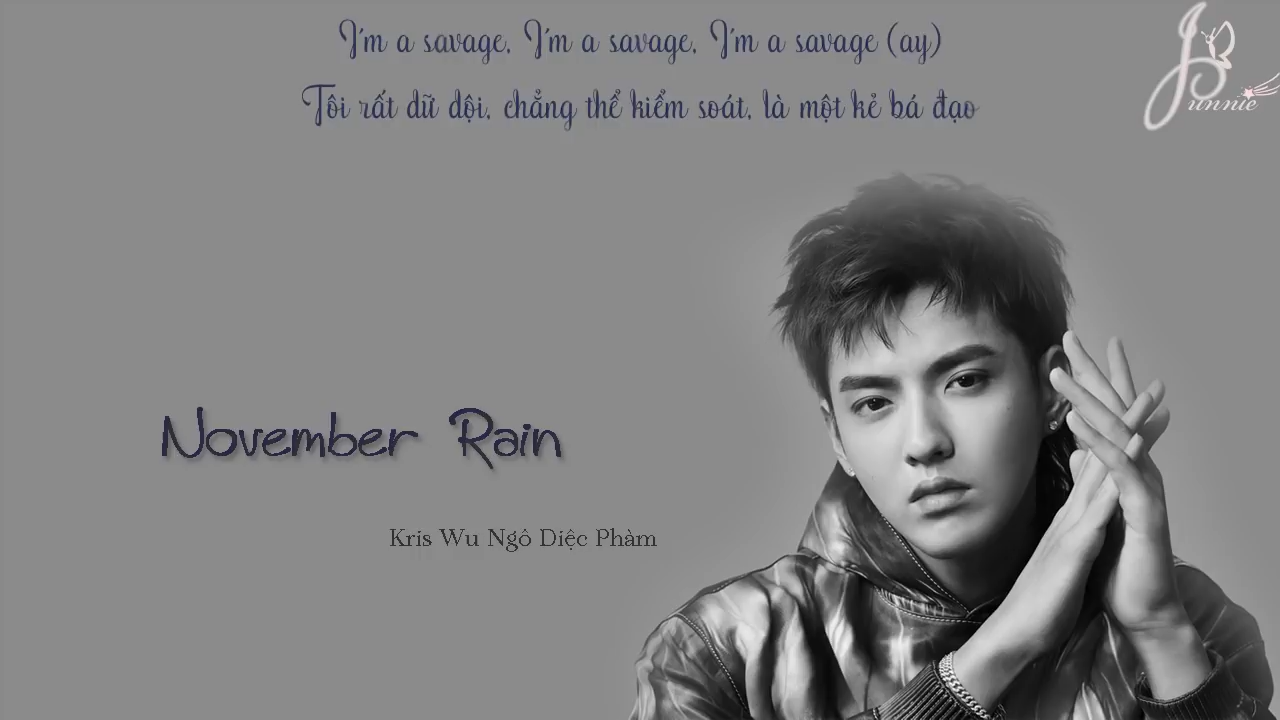 I'm a savage, I'm a savage, I'm a savage (ay)
Tôi rất dữ dội, chẳng thể kiểm soát, là một kẻ bá đạo
JBunnie
November Rain
Kris Wu Ngô Diệc Phàm